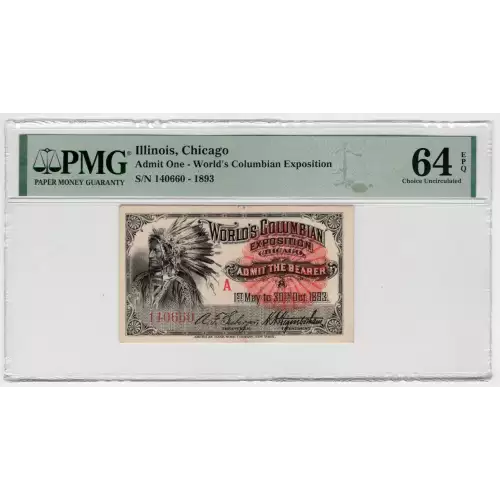 PMG
PAPER MONEY GUARANTY
Illinois, Chicago
Admit One - World's Columbian Exposition
S/N 140660 - 1893
64 EPQ
Choice Uncirculated
WORLD'S COLUMBIAN
EXPOSITION
CHICAGO
ADMIT THE BEARER
A
A
1ST May to 30TH Oct. 1893.
140660